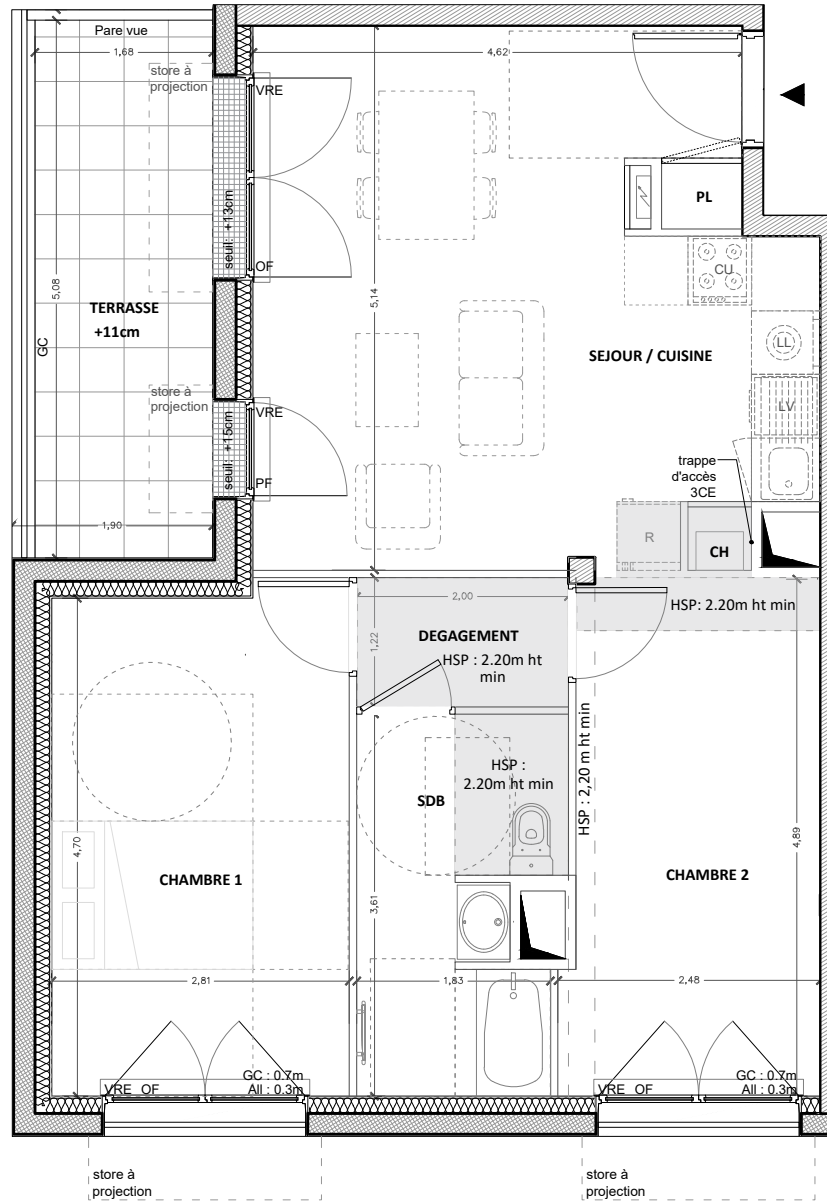 Pare vue
1,68
4,62
store à
projection
VRE
seuil: +13cm
OF
PL
CU
5,08
GC
TERRASSE
+11cm
5,14
SEJOUR / CUISINE
LL
LV
store à
projection
VRE
seuil: +15cm
PF
trappe
d'accès
3CE
1,90
R
CH
2,00
HSP: 2.20m ht min
1,22
DEGAGEMENT
HSP : 2.20m ht
min
HSP :
2.20m ht min
HSP : 2,20 m ht min
SDB
4,70
4,89
CHAMBRE 1
CHAMBRE 2
3,61
2,81
1,83
2,48
GC : 0.7m
VRE OF
All : 0.3m
GC : 0.7m
VRE OF
All : 0.3m
store à
projection
store à
projection